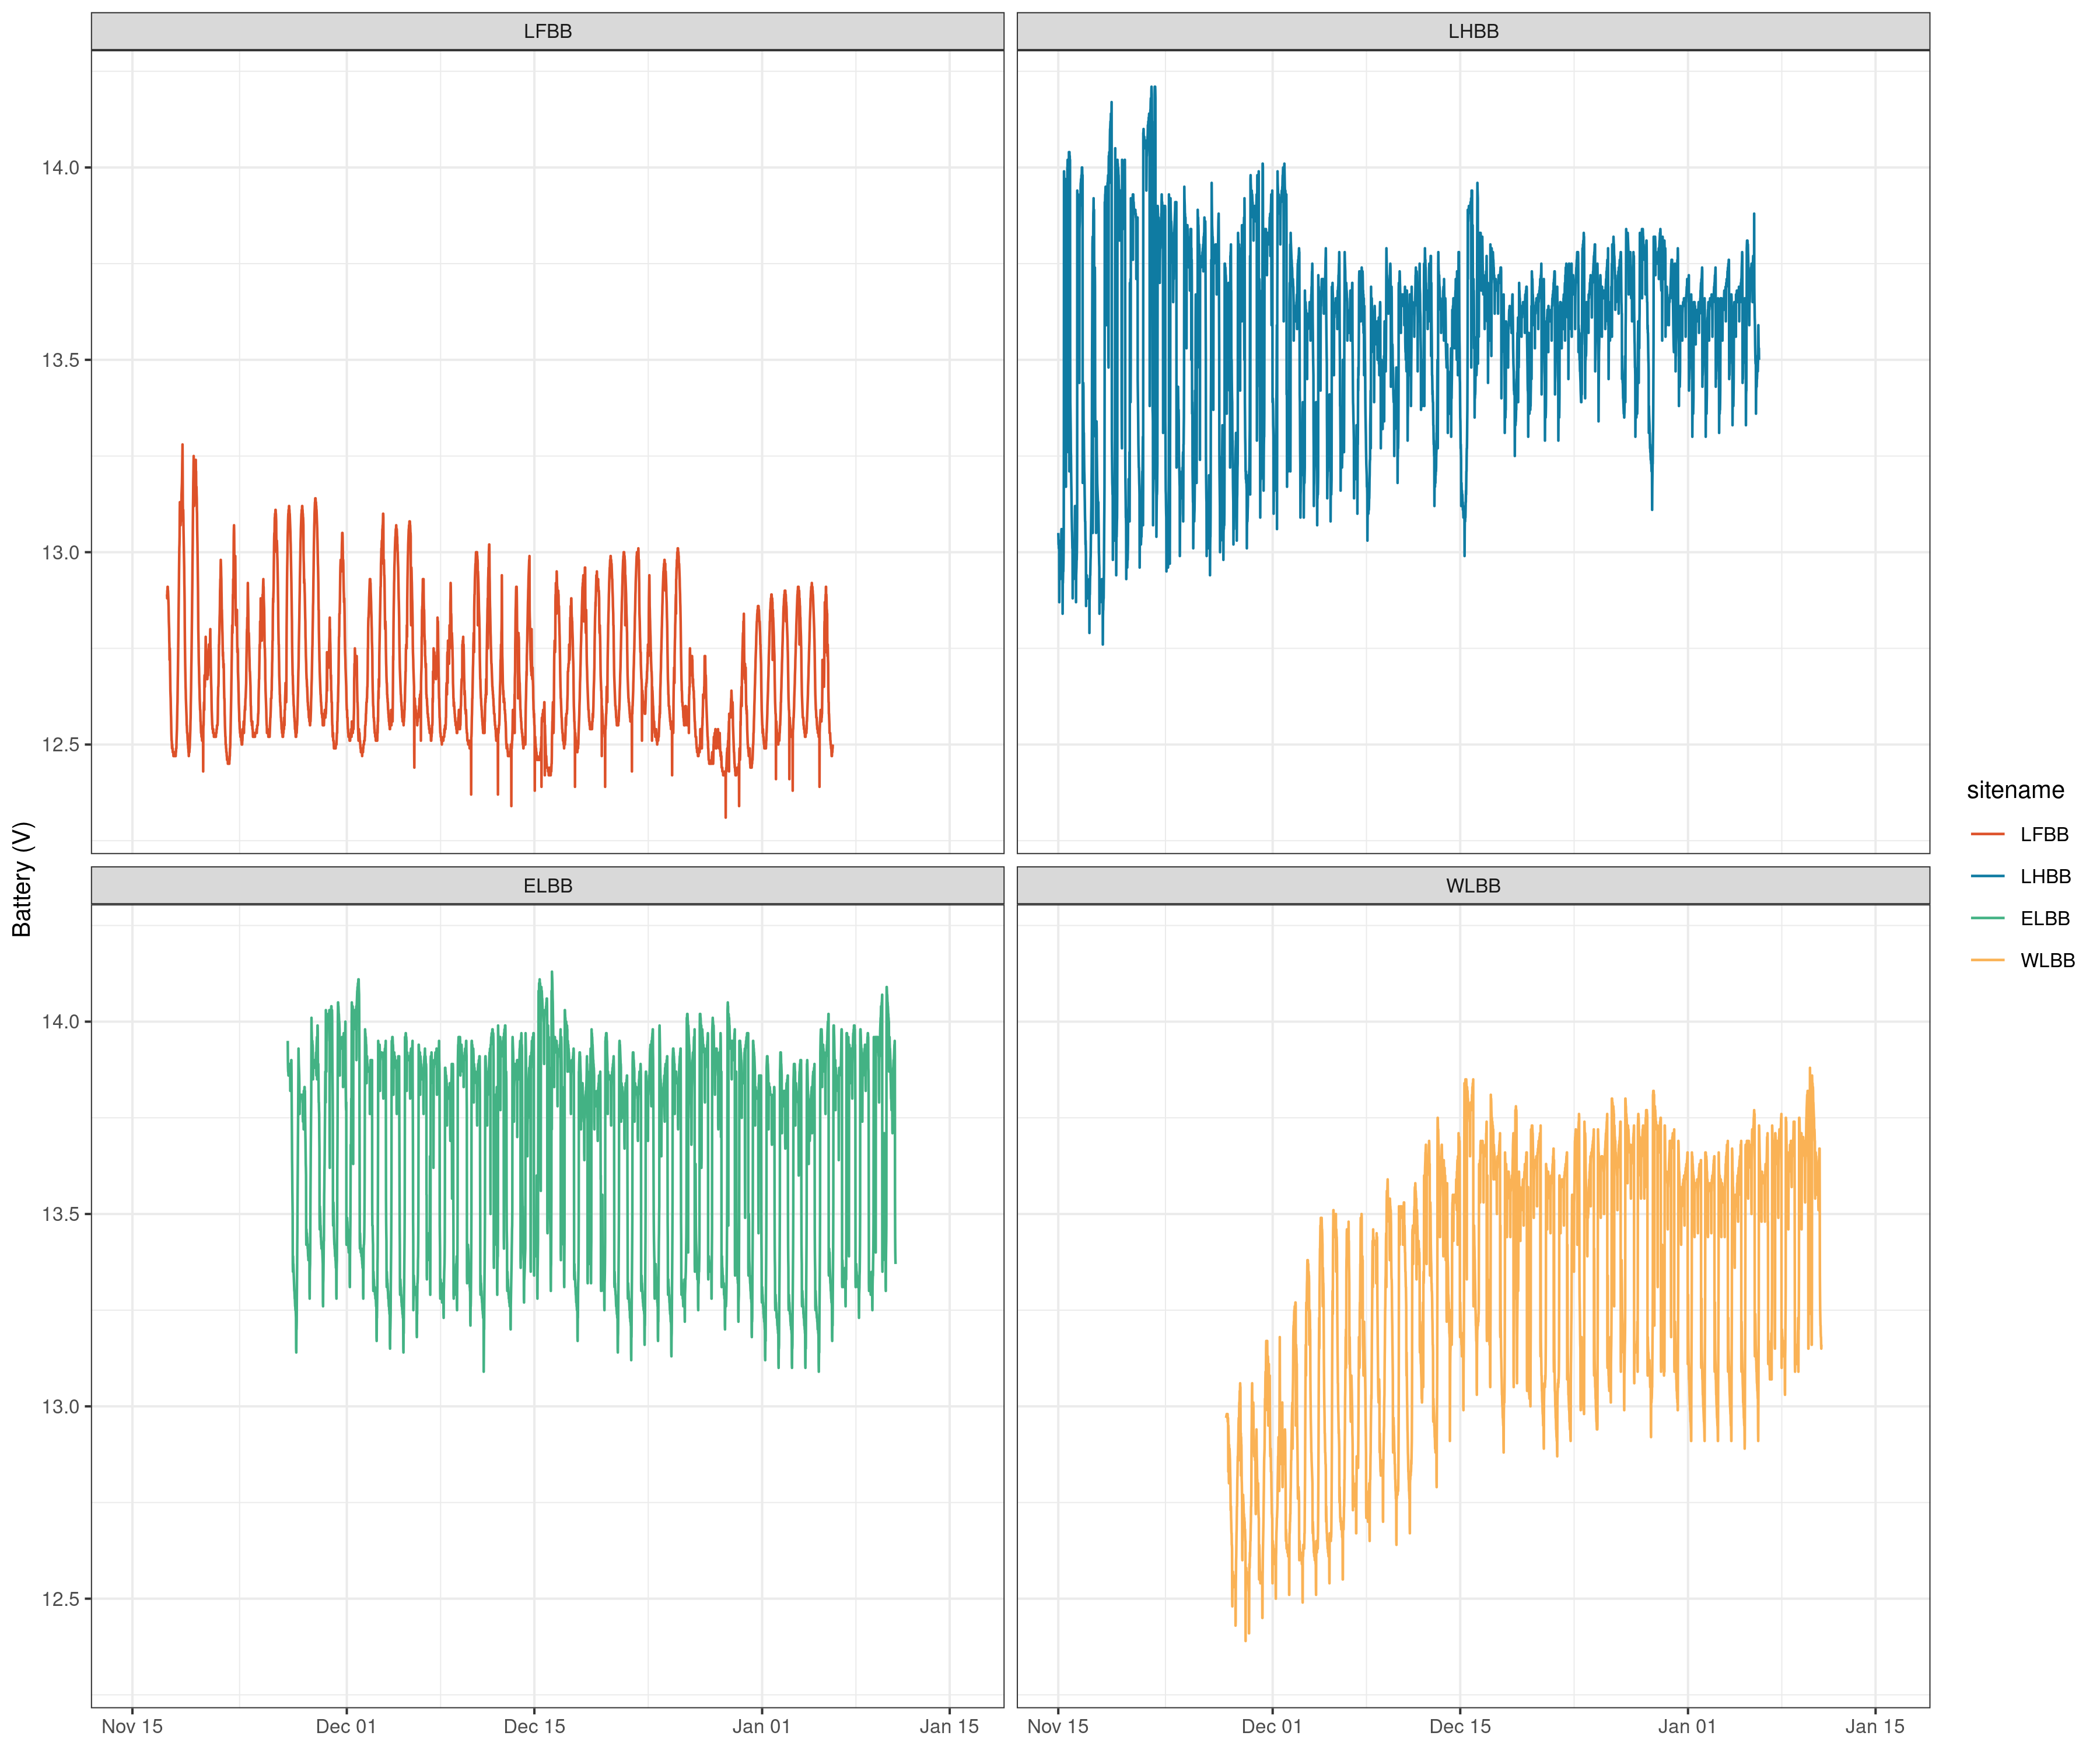 LFBB
LHBB
14.0
13.5
13.0
12.5
ELBB
WLBB
14.0
13.5
13.0
12.5
Nov 15
Dec 01
Dec 15
Jan 01
Jan 15
Nov 15
Dec 01
Dec 15
Jan 01
Jan 15
Battery (V)
sitename
LFBB
LHBB
ELBB
WLBB